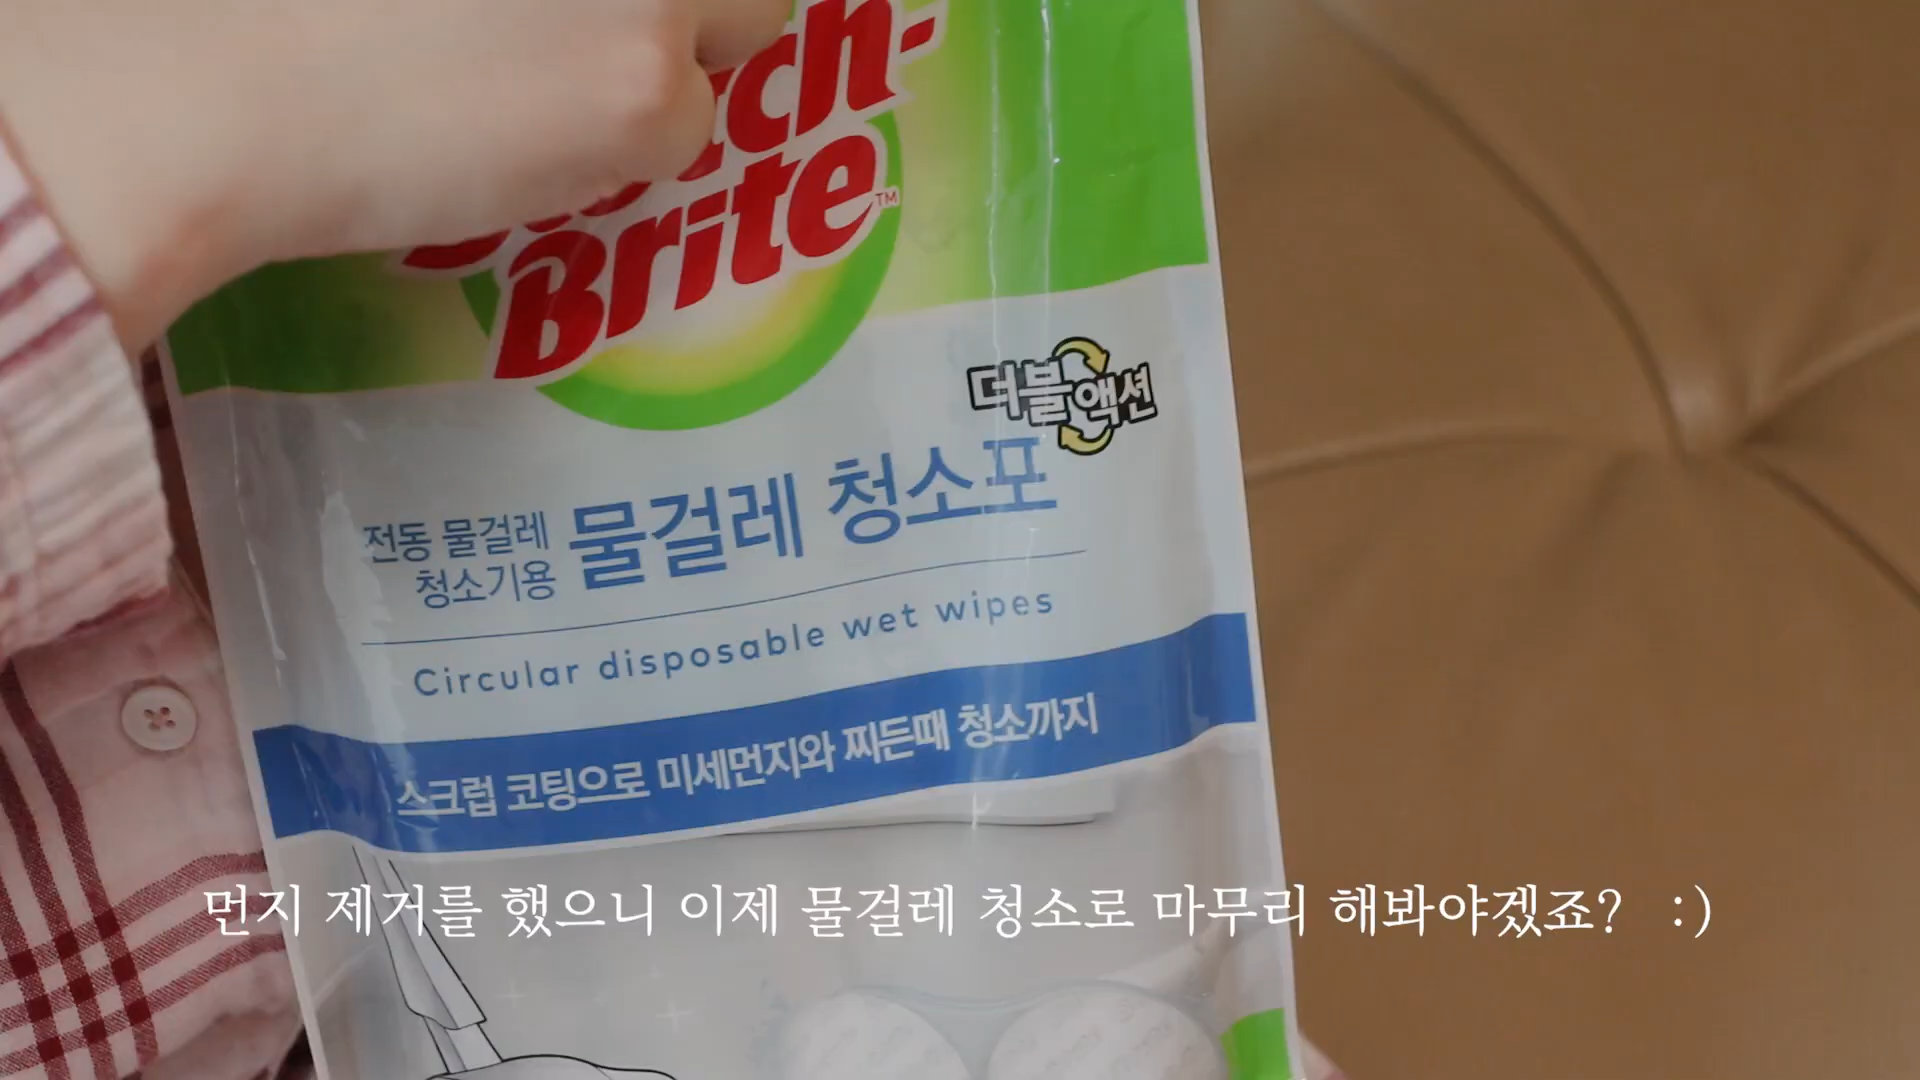 Brite™
더블액션
전동 물걸레
청소기용
물걸레 청소포
Circular disposable wet wipes
스크럽 코팅으로 미세먼지와 찌든때 청소까지
먼지 제거를 했으니 이제 물걸레 청소로 마무리 해봐야겠죠? :)